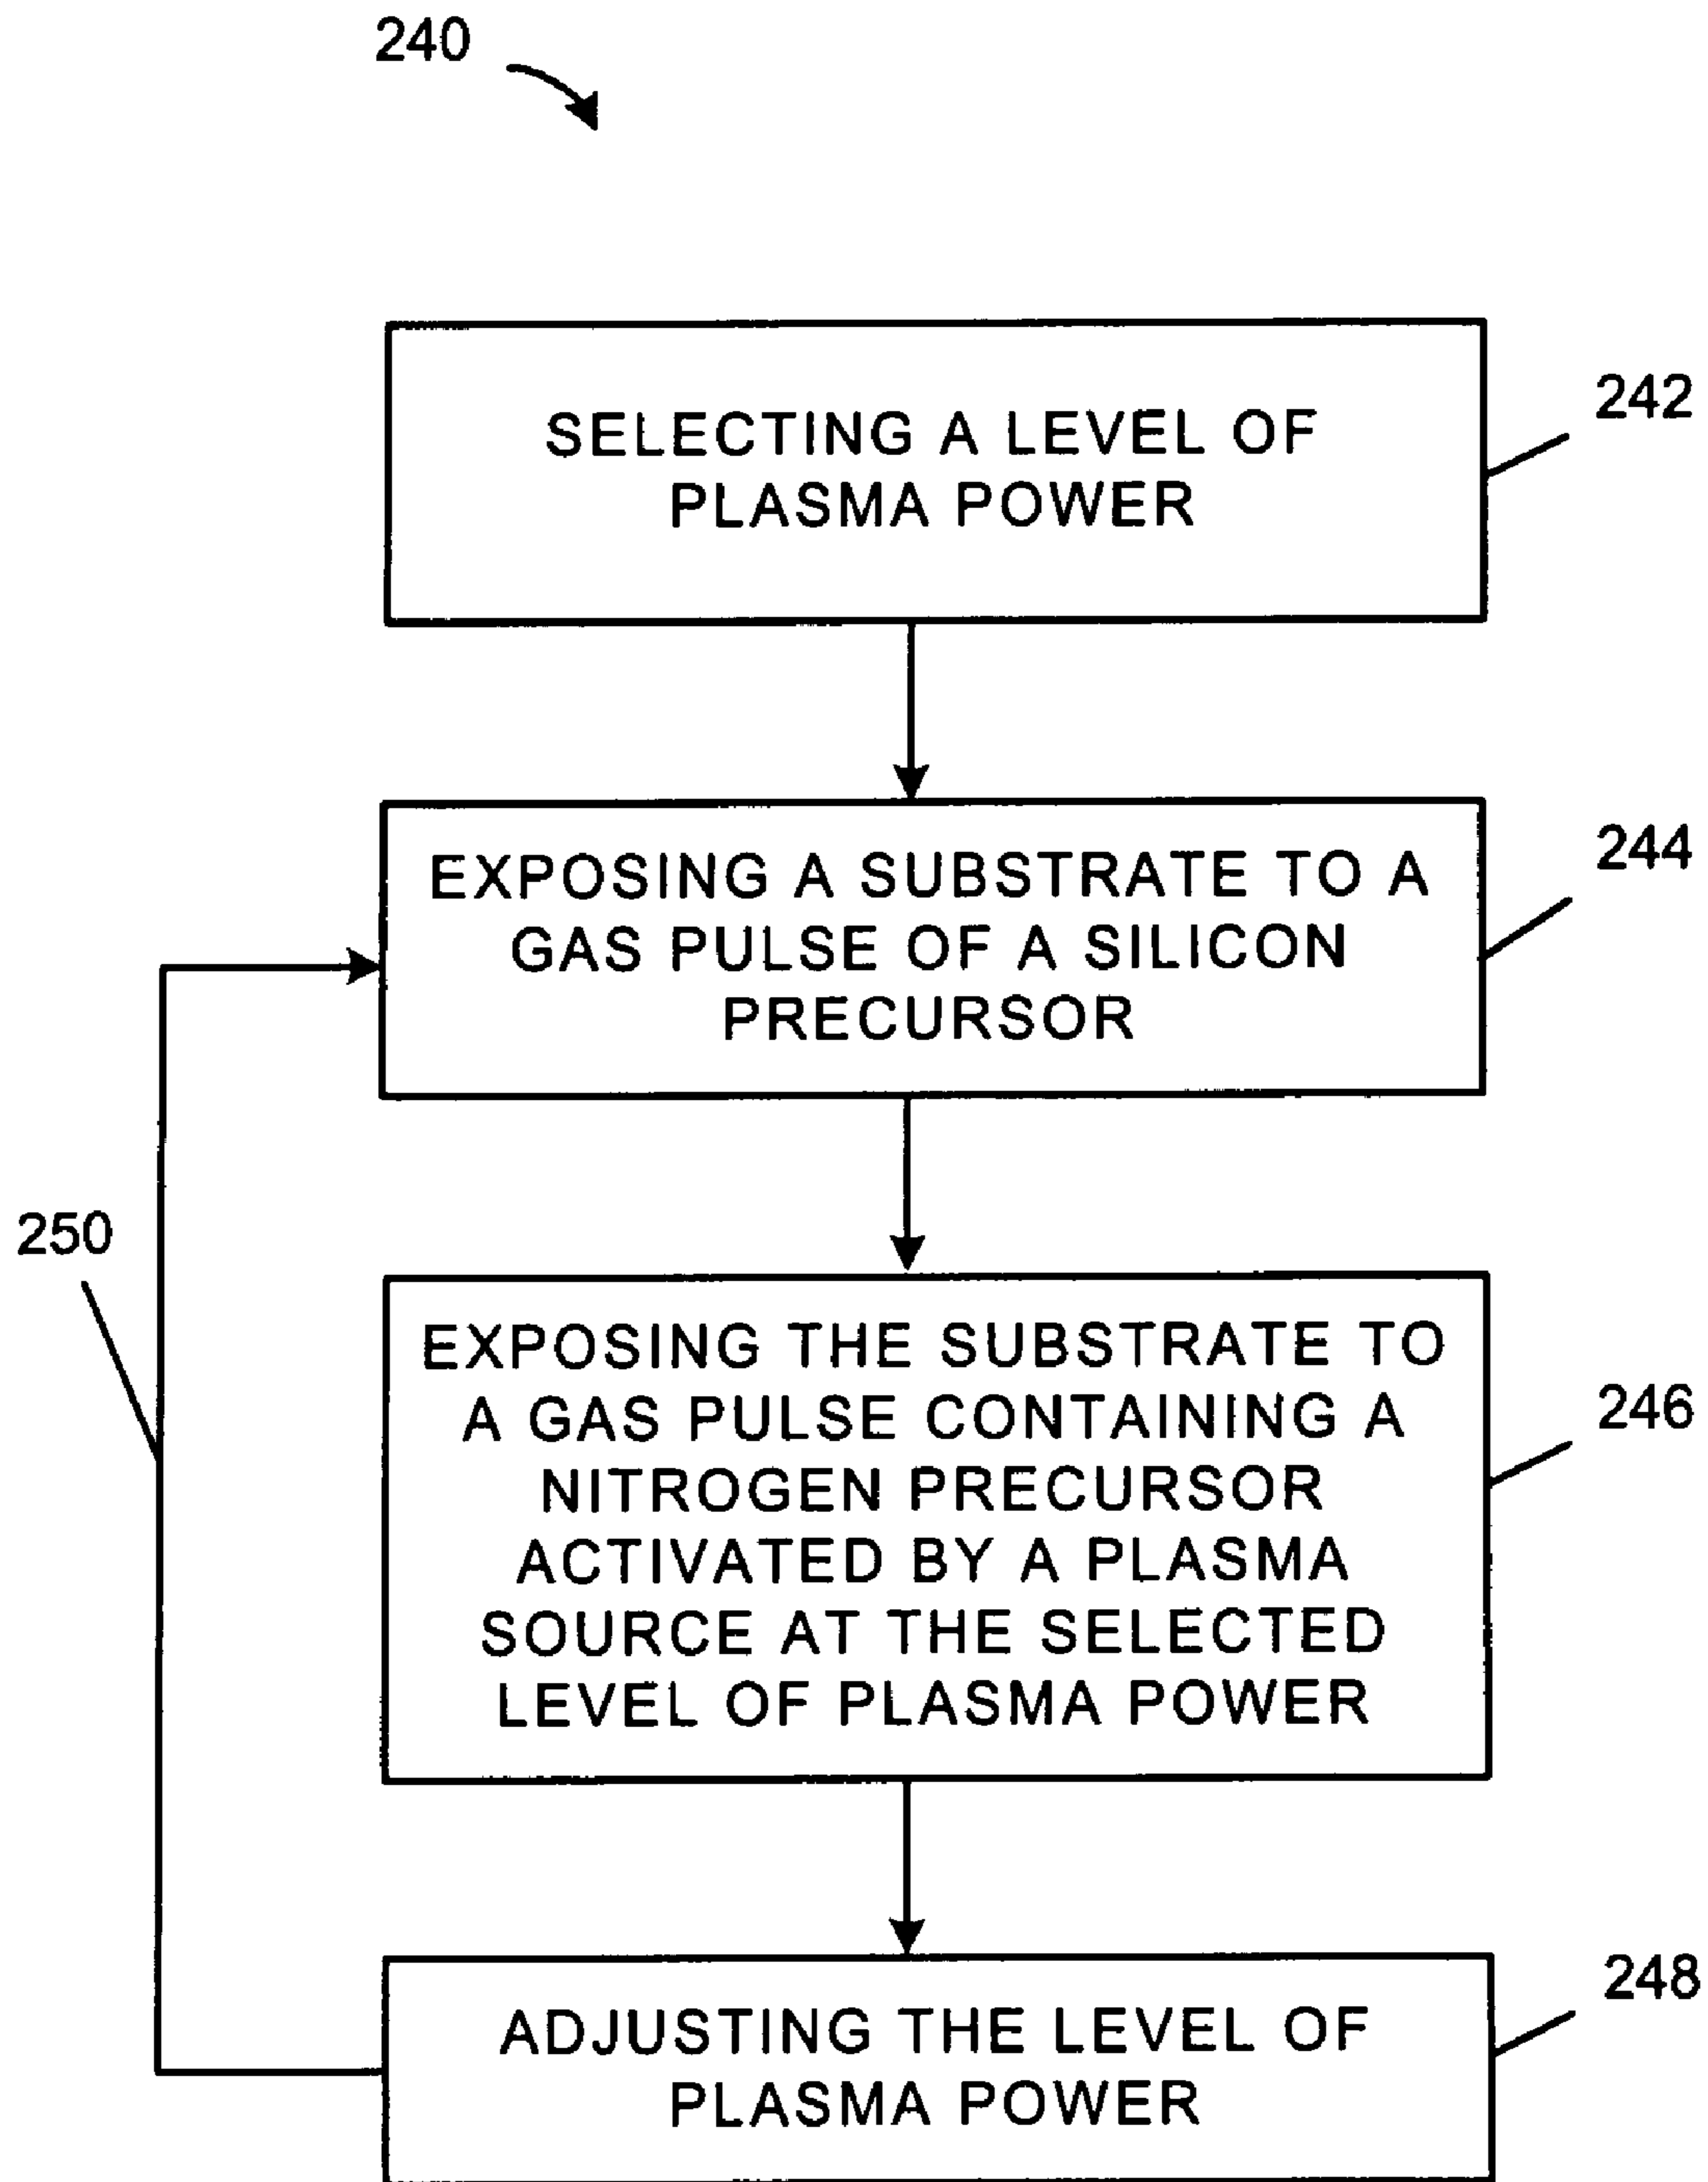 240
SELECTING A LEVEL OF
PLASMA POWER
242
EXPOSING A SUBSTRATE TO A
GAS PULSE OF A SILICON
PRECURSOR
244
250
EXPOSING THE SUBSTRATE TO
A GAS PULSE CONTAINING A
NITROGEN PRECURSOR
ACTIVATED BY A PLASMA
SOURCE AT THE SELECTED
LEVEL OF PLASMA POWER
246
ADJUSTING THE LEVEL OF
PLASMA POWER
248